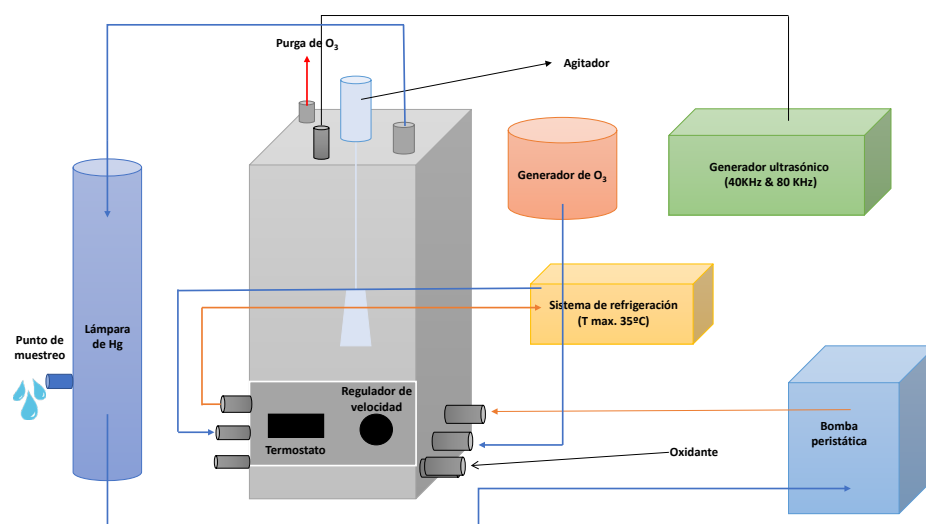 Purga de O3
Agitador
Generador de O3
Generador ultrasónico
(40KHz & 80 KHz)
Sistema de refrigeración
(T max. 35ºC)
Punto de
muestreo
Lámpara
de Hg
Regulador de
velocidad
Termostato
Bomba
peristática
Oxidante